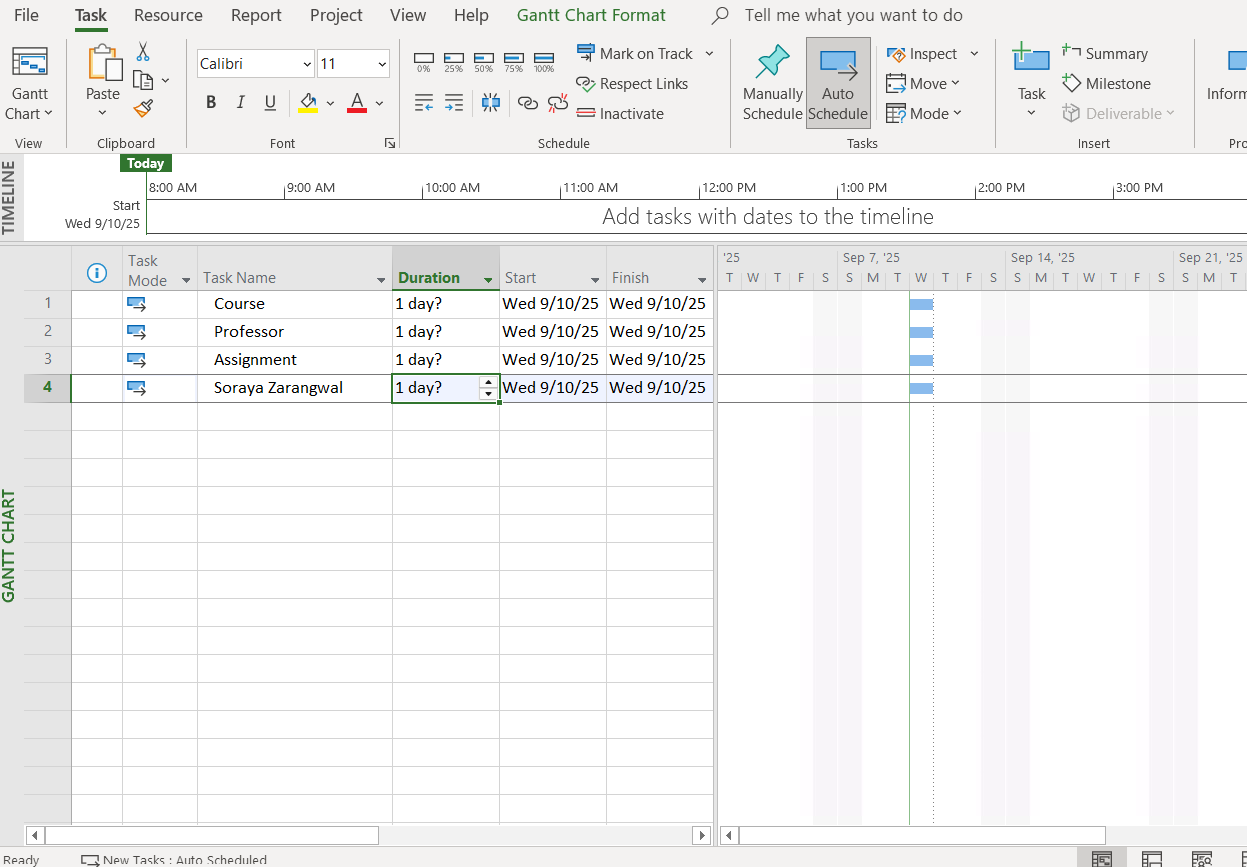 File Task Resource Report Project View Help Gantt Chart Format Tell me what you want to do
Gantt Chart
View
Paste
Clipboard
Calibri 11
B I U A
Font
0% 25% 50% 75% 100%
Mark on Track
Respect Links
Inactivate
Schedule
Manually Schedule
Auto Schedule
Inspect
Move
Mode
Tasks
Task
Summary
Milestone
Deliverable
Insert
Inform
Pro
TIMELINE
Today
8:00 AM 9:00 AM 10:00 AM 11:00 AM 12:00 PM 1:00 PM 2:00 PM 3:00 PM
Start
Wed 9/10/25
Add tasks with dates to the timeline
GANTT CHART
Task Mode Task Name Duration Start Finish
'25 Sep 7, '25 Sep 14, '25 Sep 21, '25
T W T F S S M T W T F S S M T W T F S S M T
1 Course 1 day? Wed 9/10/25 Wed 9/10/25
2 Professor 1 day? Wed 9/10/25 Wed 9/10/25
3 Assignment 1 day? Wed 9/10/25 Wed 9/10/25
4 Soraya Zarangwal 1 day? Wed 9/10/25 Wed 9/10/25
Ready New Tasks : Auto Scheduled